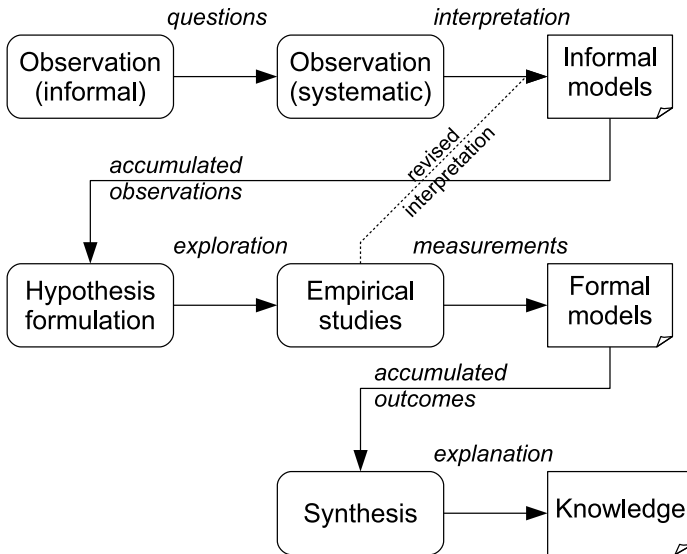 questions
interpretation
Observation
(informal)
Observation
(systematic)
Informal
models
revised
interpretation
accumulated
observations
exploration
measurements
Hypothesis
formulation
Empirical
studies
Formal
models
accumulated
outcomes
explanation
Synthesis
Knowledge